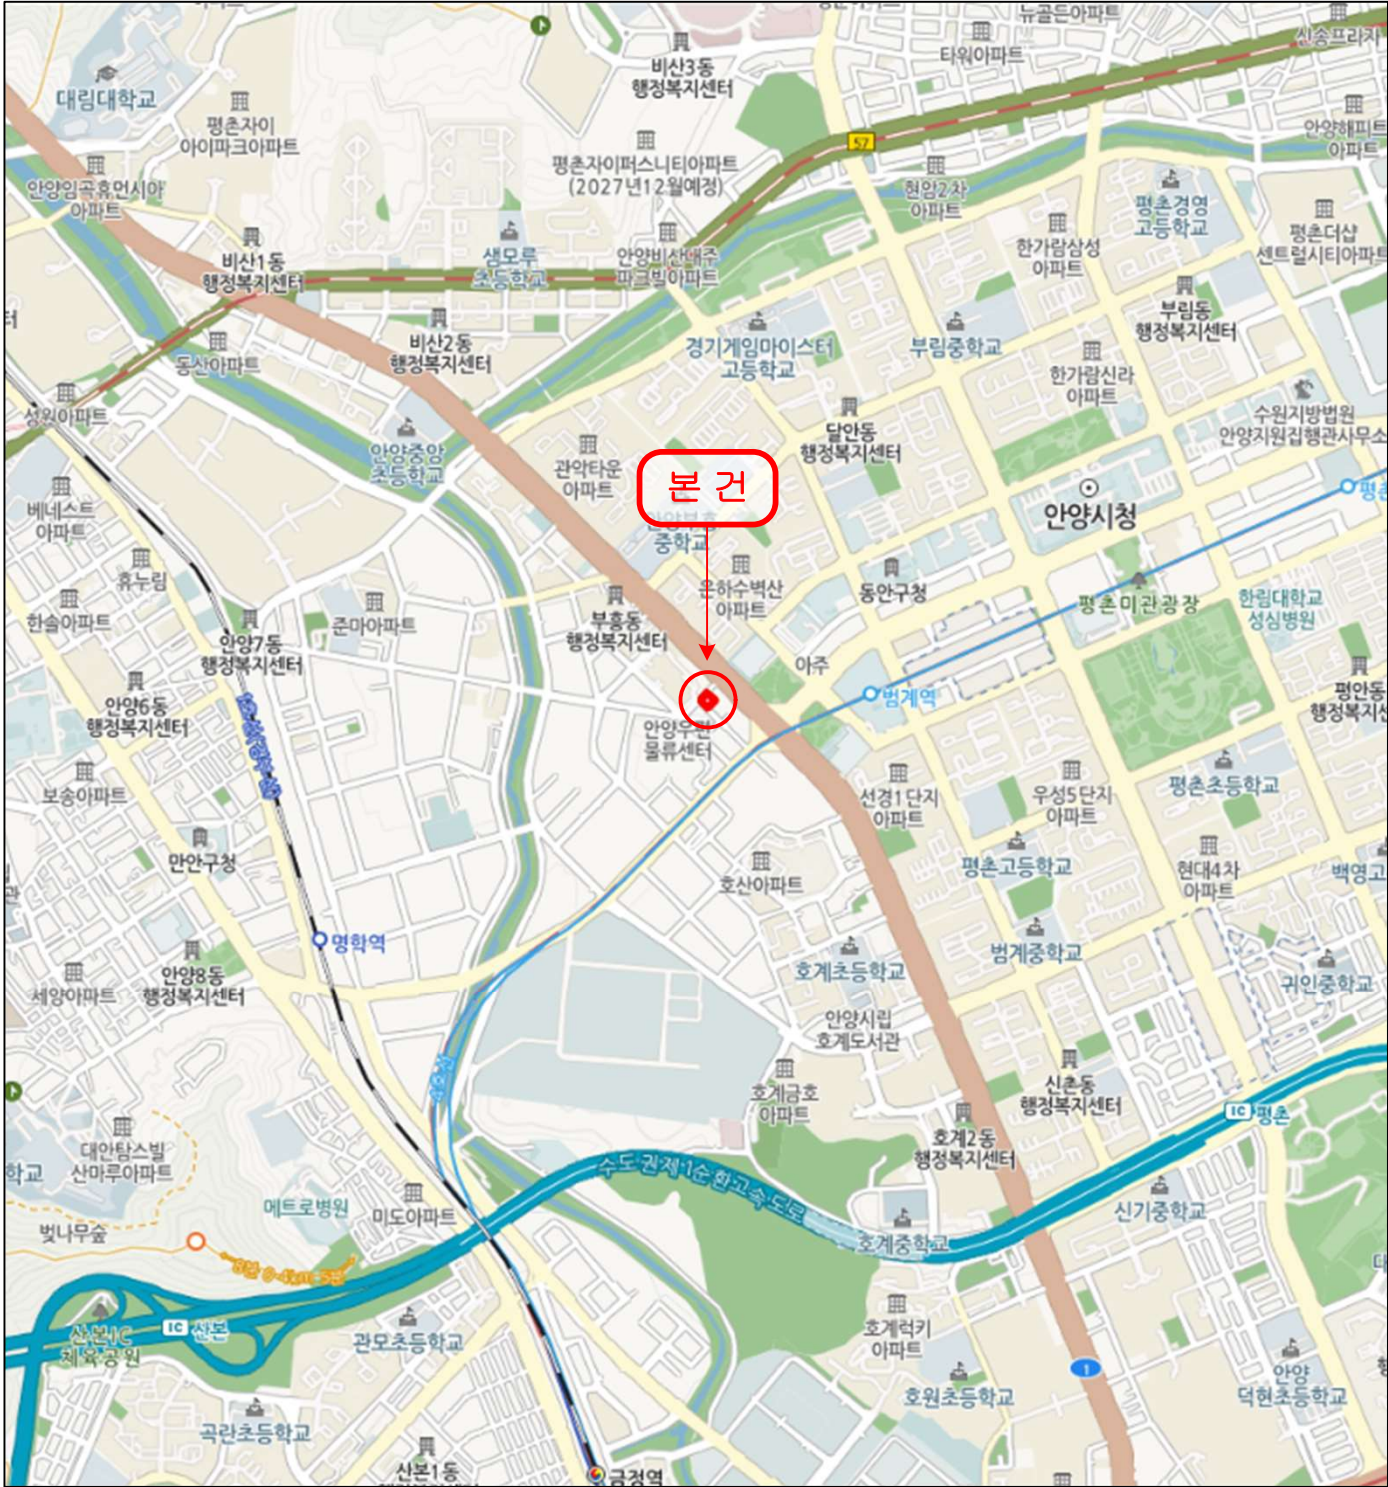 뉴골든아파트
타워아파트
신송프라자
비산3동
행정복지센터
대림대학교
평촌자이
아이파크아파트
57
안양해피트
아파트
평촌자이퍼스니티아파트
(2027년12월예정)
현암2차
아파트
안양임곡휴먼시아
아파트
평촌경영
고등학교
비산1동
행정복지센터
샘모루
초등학교
안양비산대주
파크빌아파트
한가람삼성
아파트
평촌더샵
센트럴시티아파트
부림동
행정복지센터
비산2동
행정복지센터
동산아파트
경기게임마이스터
고등학교
부림중학교
한가람신라
아파트
성원아파트
수원지방법원
안양지원집행관사무소
달안동
행정복지센터
안양중앙
초등학교
관악타운
아파트
본 건
안양부흥
중학교
베네스트
아파트
안양시청
평촌
휴누림
은하수벽산
아파트
동안구청
평촌미관광장
한림대학교
성심병원
한솔아파트
준마아파트
부흥동
행정복지센터
안양7동
행정복지센터
아주
범계역
평안동
행정복지센
안양6동
행정복지센터
안양우편
물류센터
보송아파트
선경1단지
아파트
우성5단지
아파트
평촌초등학교
만안구청
호산아파트
평촌고등학교
현대4차
아파트
백영고
명학역
호계초등학교
범계중학교
귀인중학교
세양아파트
안양8동
행정복지센터
안양시립
호계도서관
4호선
호계금호
아파트
신촌동
행정복지센터
IC 평촌
호계2동
행정복지센터
대안탐스빌
산마루아파트
학교
수도권제1순환고속도로
메트로병원
미도아파트
신기중학교
벚나무숲
호계중학교
산본IC
체육공원
IC 산본
관모초등학교
호계럭키
아파트
1
안양
덕현초등학교
호원초등학교
곡란초등학교
산본1동
금정역